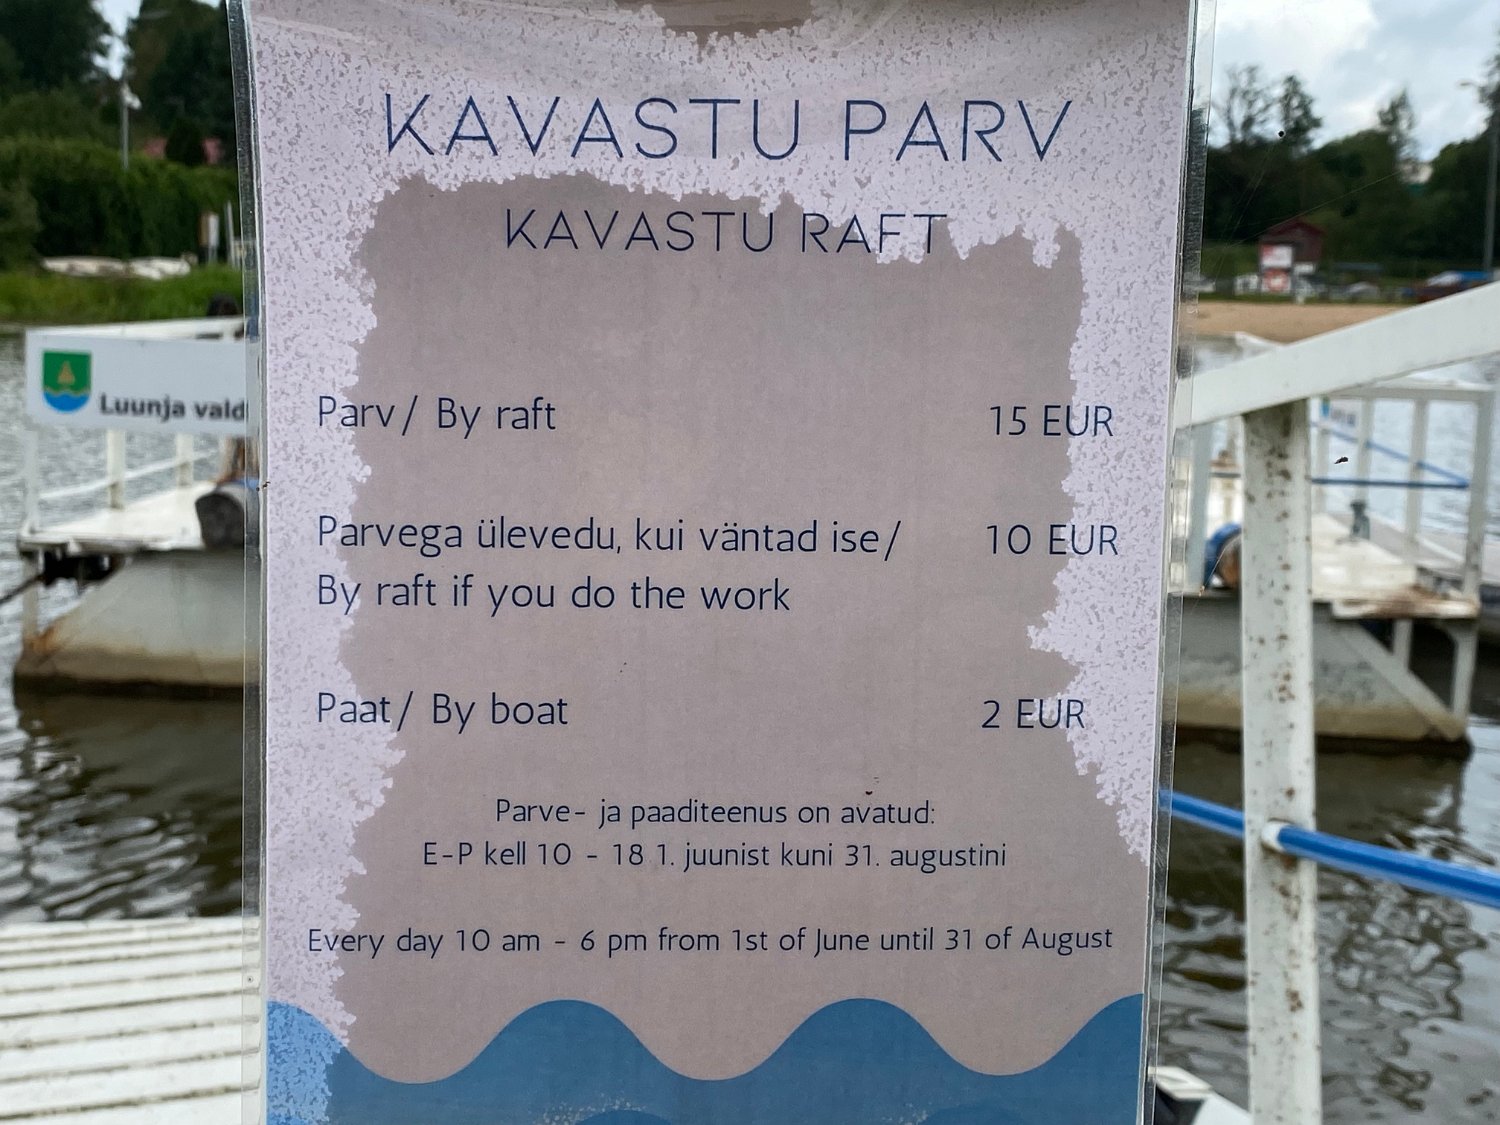 KAVASTU PARV
KAVASTU RAFT
Luunja vald
Parv/ By raft 15 EUR
Parvega ülevedu, kui väntad ise/ 10 EUR
By raft if you do the work
Paat/ By boat 2 EUR
Parve- ja paaditeenus on avatud:
E-P kell 10 - 18 1. juunist kuni 31. augustini
Every day 10 am - 6 pm from 1st of June until 31 of August